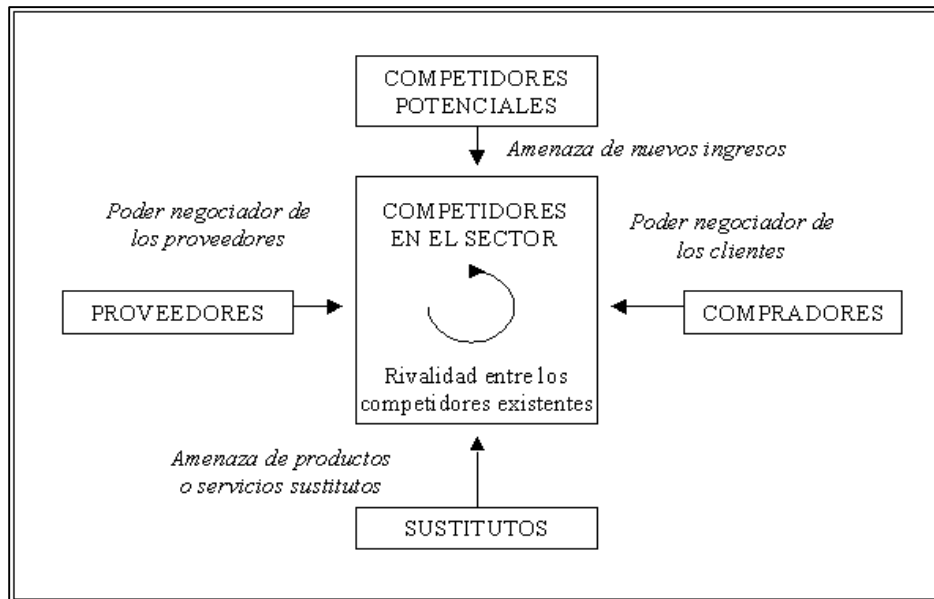 COMPETIDORES
POTENCIALES
Amenaza de nuevos ingresos
Poder negociador de
los proveedores
COMPETIDORES
EN EL SECTOR
Poder negociador de
los clientes
PROVEEDORES
COMPRADORES
Rivalidad entre los
competidores existentes
Amenaza de productos
o servicios sustitutos
SUSTITUTOS